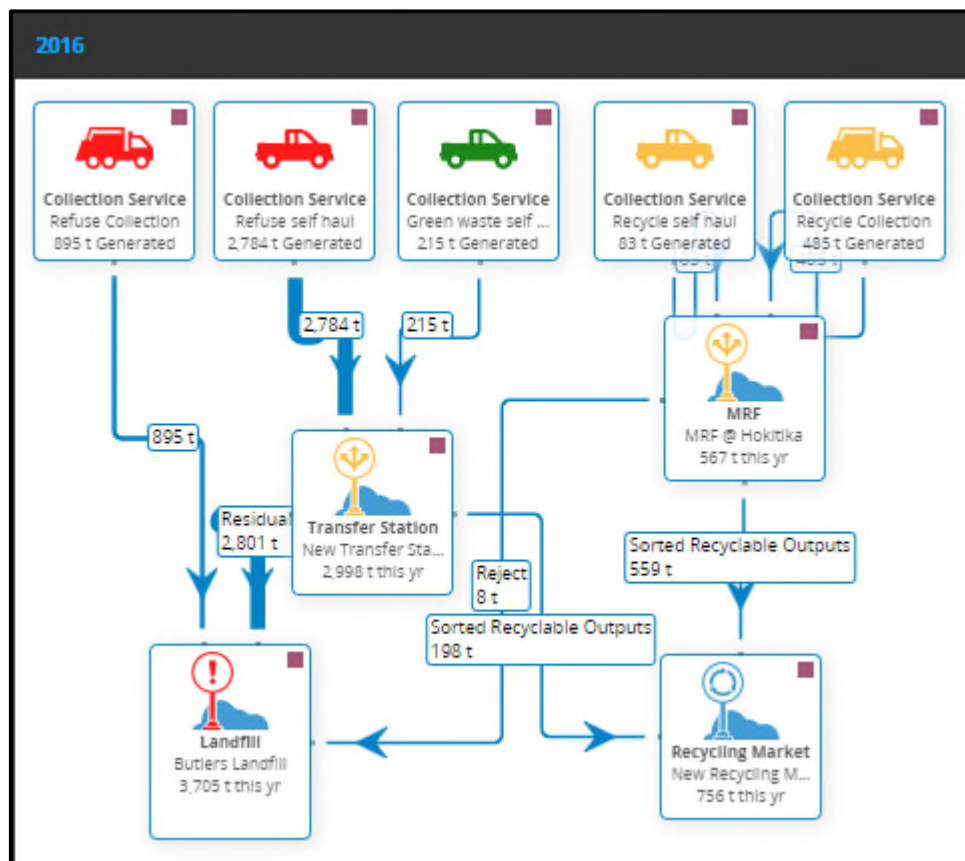 2016
Collection Service
Refuse Collection
895 t Generated
Collection Service
Refuse self haul
2,784 t Generated
Collection Service
Green waste self ...
215 t Generated
Collection Service
Recycle self haul
83 t Generated
Collection Service
Recycle Collection
485 t Generated
2,784 t
215 t
MRF
MRF @ Hokitika
567 t this yr
895 t
Residual
2,801 t
Transfer Station
New Transfer Sta...
2,998 t this yr
Sorted Recyclable Outputs
559 t
Reject
8 t
Sorted Recyclable Outputs
198 t
Landfill
Butlers Landfill
3,705 t this yr
Recycling Market
New Recycling M...
756 t this yr